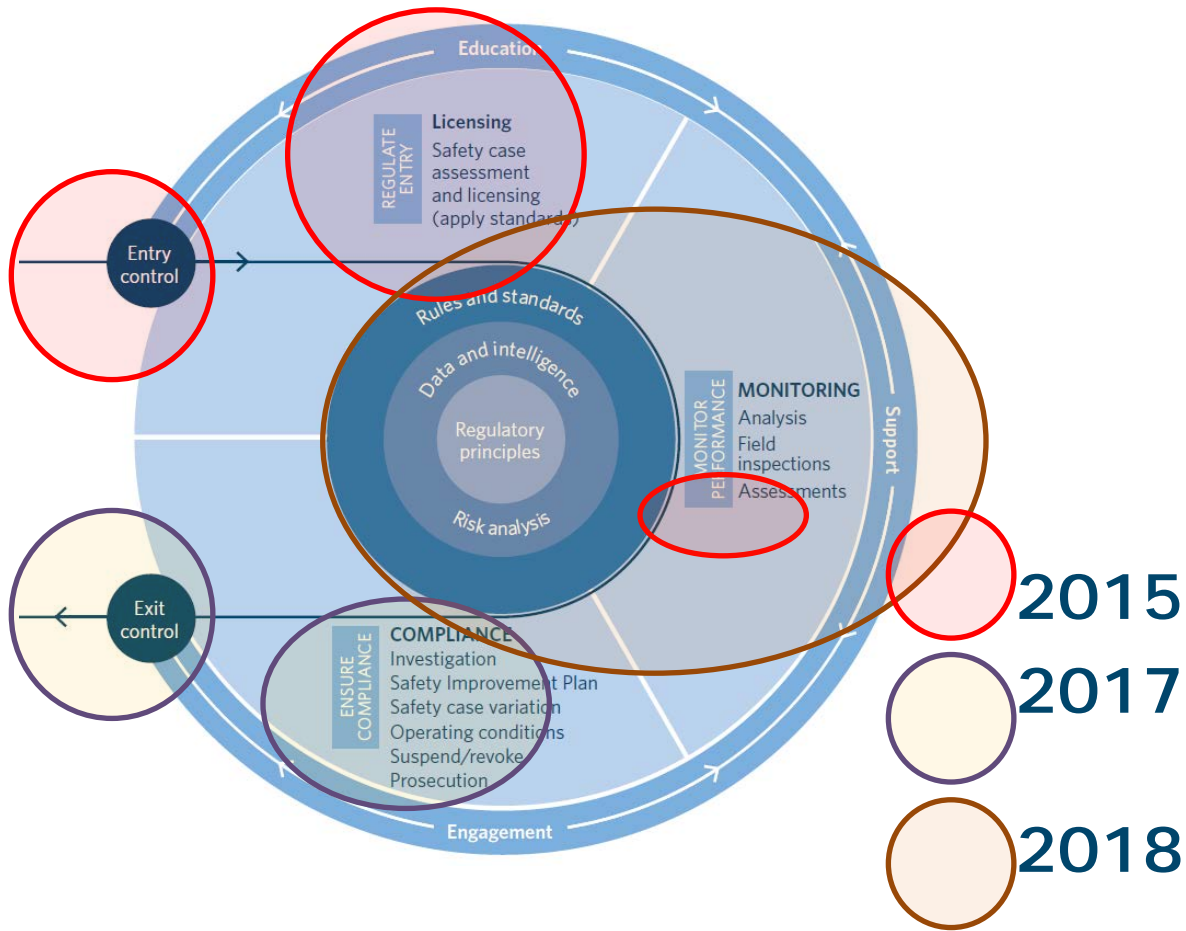 Education
REGULATE
ENTRY
Licensing
Safety case
assessment
and licensing
(apply standards)
Entry
control
Rules and standards
Data and intelligence
Regulatory
principles
Risk analysis
MONITOR
PERFORMANCE
MONITORING
Analysis
Field
inspections
Assessments
Support
Exit
control
ENSURE
COMPLIANCE
COMPLIANCE
Investigation
Safety Improvement Plan
Safety case variation
Operating conditions
Suspend/revoke
Prosecution
Engagement
2015
2017
2018